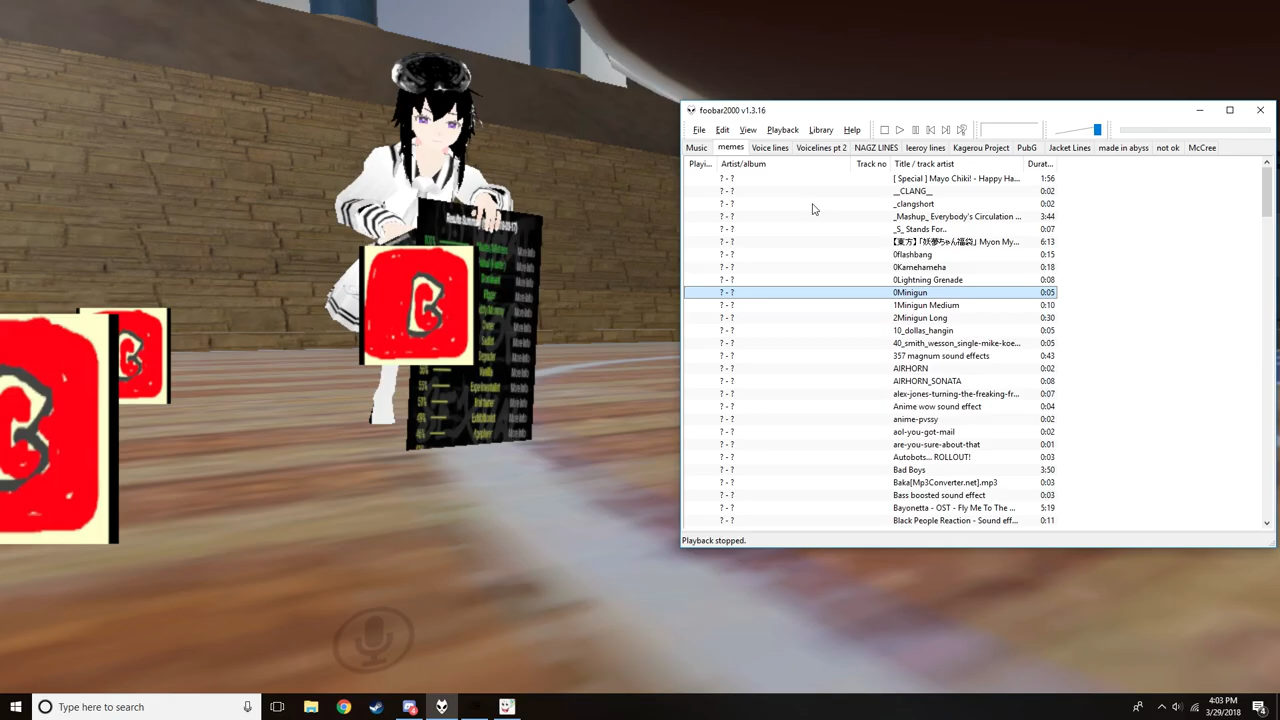 foobar2000 v1.3.16
File Edit View Playback Library Help
Music memes Voice lines Voicelines pt 2 NAGZ LINES leeroy lines Kagerou Project PubG Jacket Lines made in abyss not ok McCree
Playi... Artist/album Track no Title / track artist Durat...
? - ? [ Special ] Mayo Chiki! - Happy Ha... 1:56
? - ? __CLANG__ 0:02
? - ? _clangshort 0:02
? - ? _Mashup_ Everybody's Circulation ... 3:44
? - ? _S_ Stands For.. 0:07
? - ? 【東方】「妖夢ちゃん福袋」 Myon My... 6:13
? - ? 0flashbang 0:15
? - ? 0Kamehameha 0:18
? - ? 0Lightning Grenade 0:08
? - ? 0Minigun 0:05
? - ? 1Minigun Medium 0:10
? - ? 2Minigun Long 0:30
? - ? 10_dollas_hangin 0:05
? - ? 40_smith_wesson_single-mike-koe... 0:05
? - ? 357 magnum sound effects 0:43
? - ? AIRHORN 0:02
? - ? AIRHORN_SONATA 0:08
? - ? alex-jones-turning-the-freaking-fr... 0:07
? - ? Anime wow sound effect 0:04
? - ? anime-pvssy 0:02
? - ? aol-you-got-mail 0:02
? - ? are-you-sure-about-that 0:01
? - ? Autobots... ROLLOUT! 0:03
? - ? Bad Boys 3:50
? - ? Baka[Mp3Converter.net].mp3 0:03
? - ? Bass boosted sound effect 0:03
? - ? Bayonetta - OST - Fly Me To The ... 5:19
? - ? Black People Reaction - Sound eff... 0:11
Playback stopped.
Type here to search
4:03 PM
3/29/2018
4